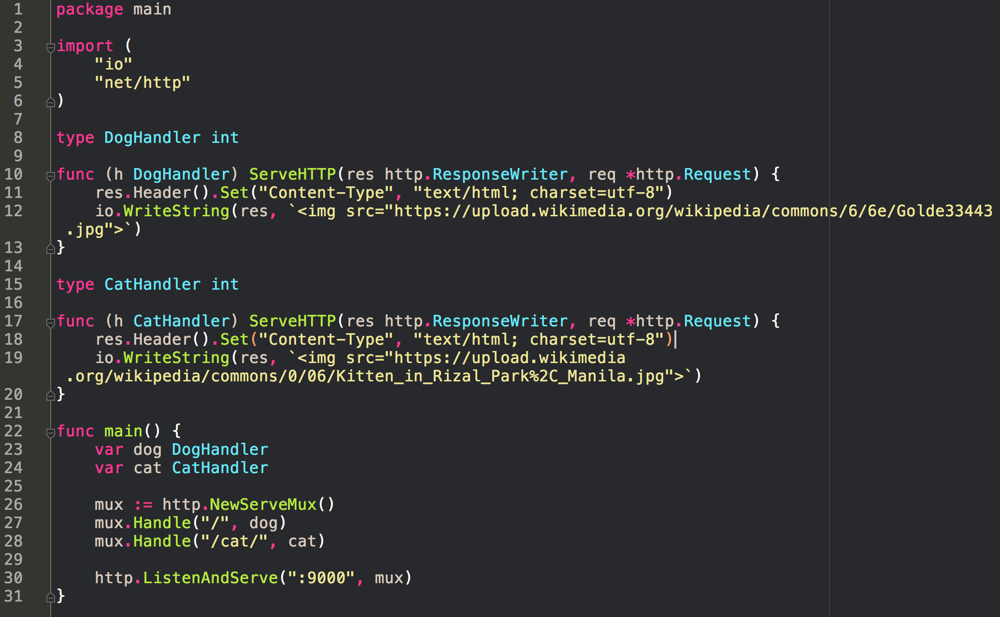 1 package main
2
3 import (
4     "io"
5     "net/http"
6 )
7
8 type DogHandler int
9
10 func (h DogHandler) ServeHTTP(res http.ResponseWriter, req *http.Request) {
11     res.Header().Set("Content-Type", "text/html; charset=utf-8")
12     io.WriteString(res, `<img src="https://upload.wikimedia.org/wikipedia/commons/6/6e/Golde33443
.jpg">`)
13 }
14
15 type CatHandler int
16
17 func (h CatHandler) ServeHTTP(res http.ResponseWriter, req *http.Request) {
18     res.Header().Set("Content-Type", "text/html; charset=utf-8")
19     io.WriteString(res, `<img src="https://upload.wikimedia
.org/wikipedia/commons/0/06/Kitten_in_Rizal_Park%2C_Manila.jpg">`)
20 }
21
22 func main() {
23     var dog DogHandler
24     var cat CatHandler
25
26     mux := http.NewServeMux()
27     mux.Handle("/", dog)
28     mux.Handle("/cat/", cat)
29
30     http.ListenAndServe(":9000", mux)
31 }